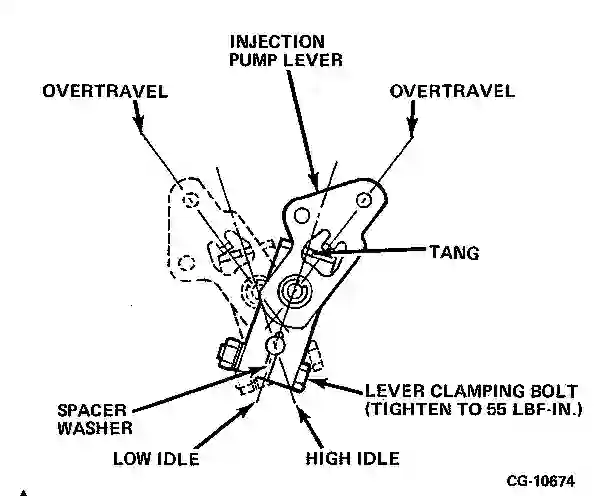 INJECTION
PUMP LEVER
OVERTRAVEL
OVERTRAVEL
TANG
LEVER CLAMPING BOLT
(TIGHTEN TO 55 LBF-IN.)
SPACER
WASHER
LOW IDLE
HIGH IDLE
CG-10674